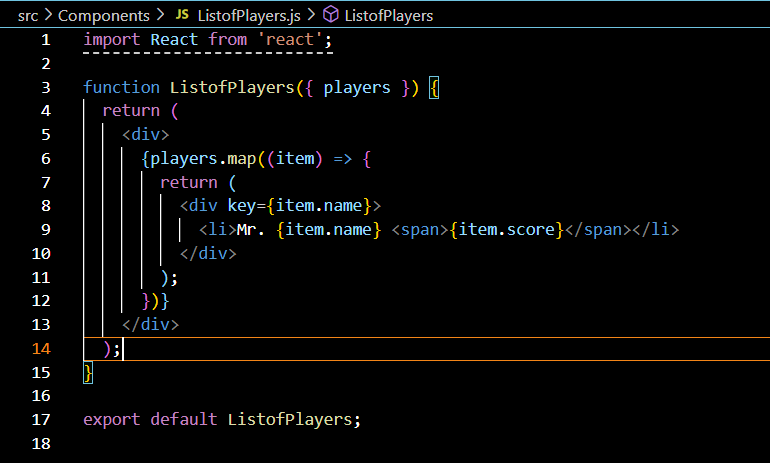 src > Components > JS ListofPlayers.js > ListofPlayers
1 import React from 'react';
2
3 function ListofPlayers({ players }) {
4   return (
5     <div>
6       {players.map((item) => {
7         return (
8           <div key={item.name}>
9             <li>Mr. {item.name} <span>{item.score}</span></li>
10           </div>
11         );
12       })}
13     </div>
14   );
15 }
16
17 export default ListofPlayers;
18